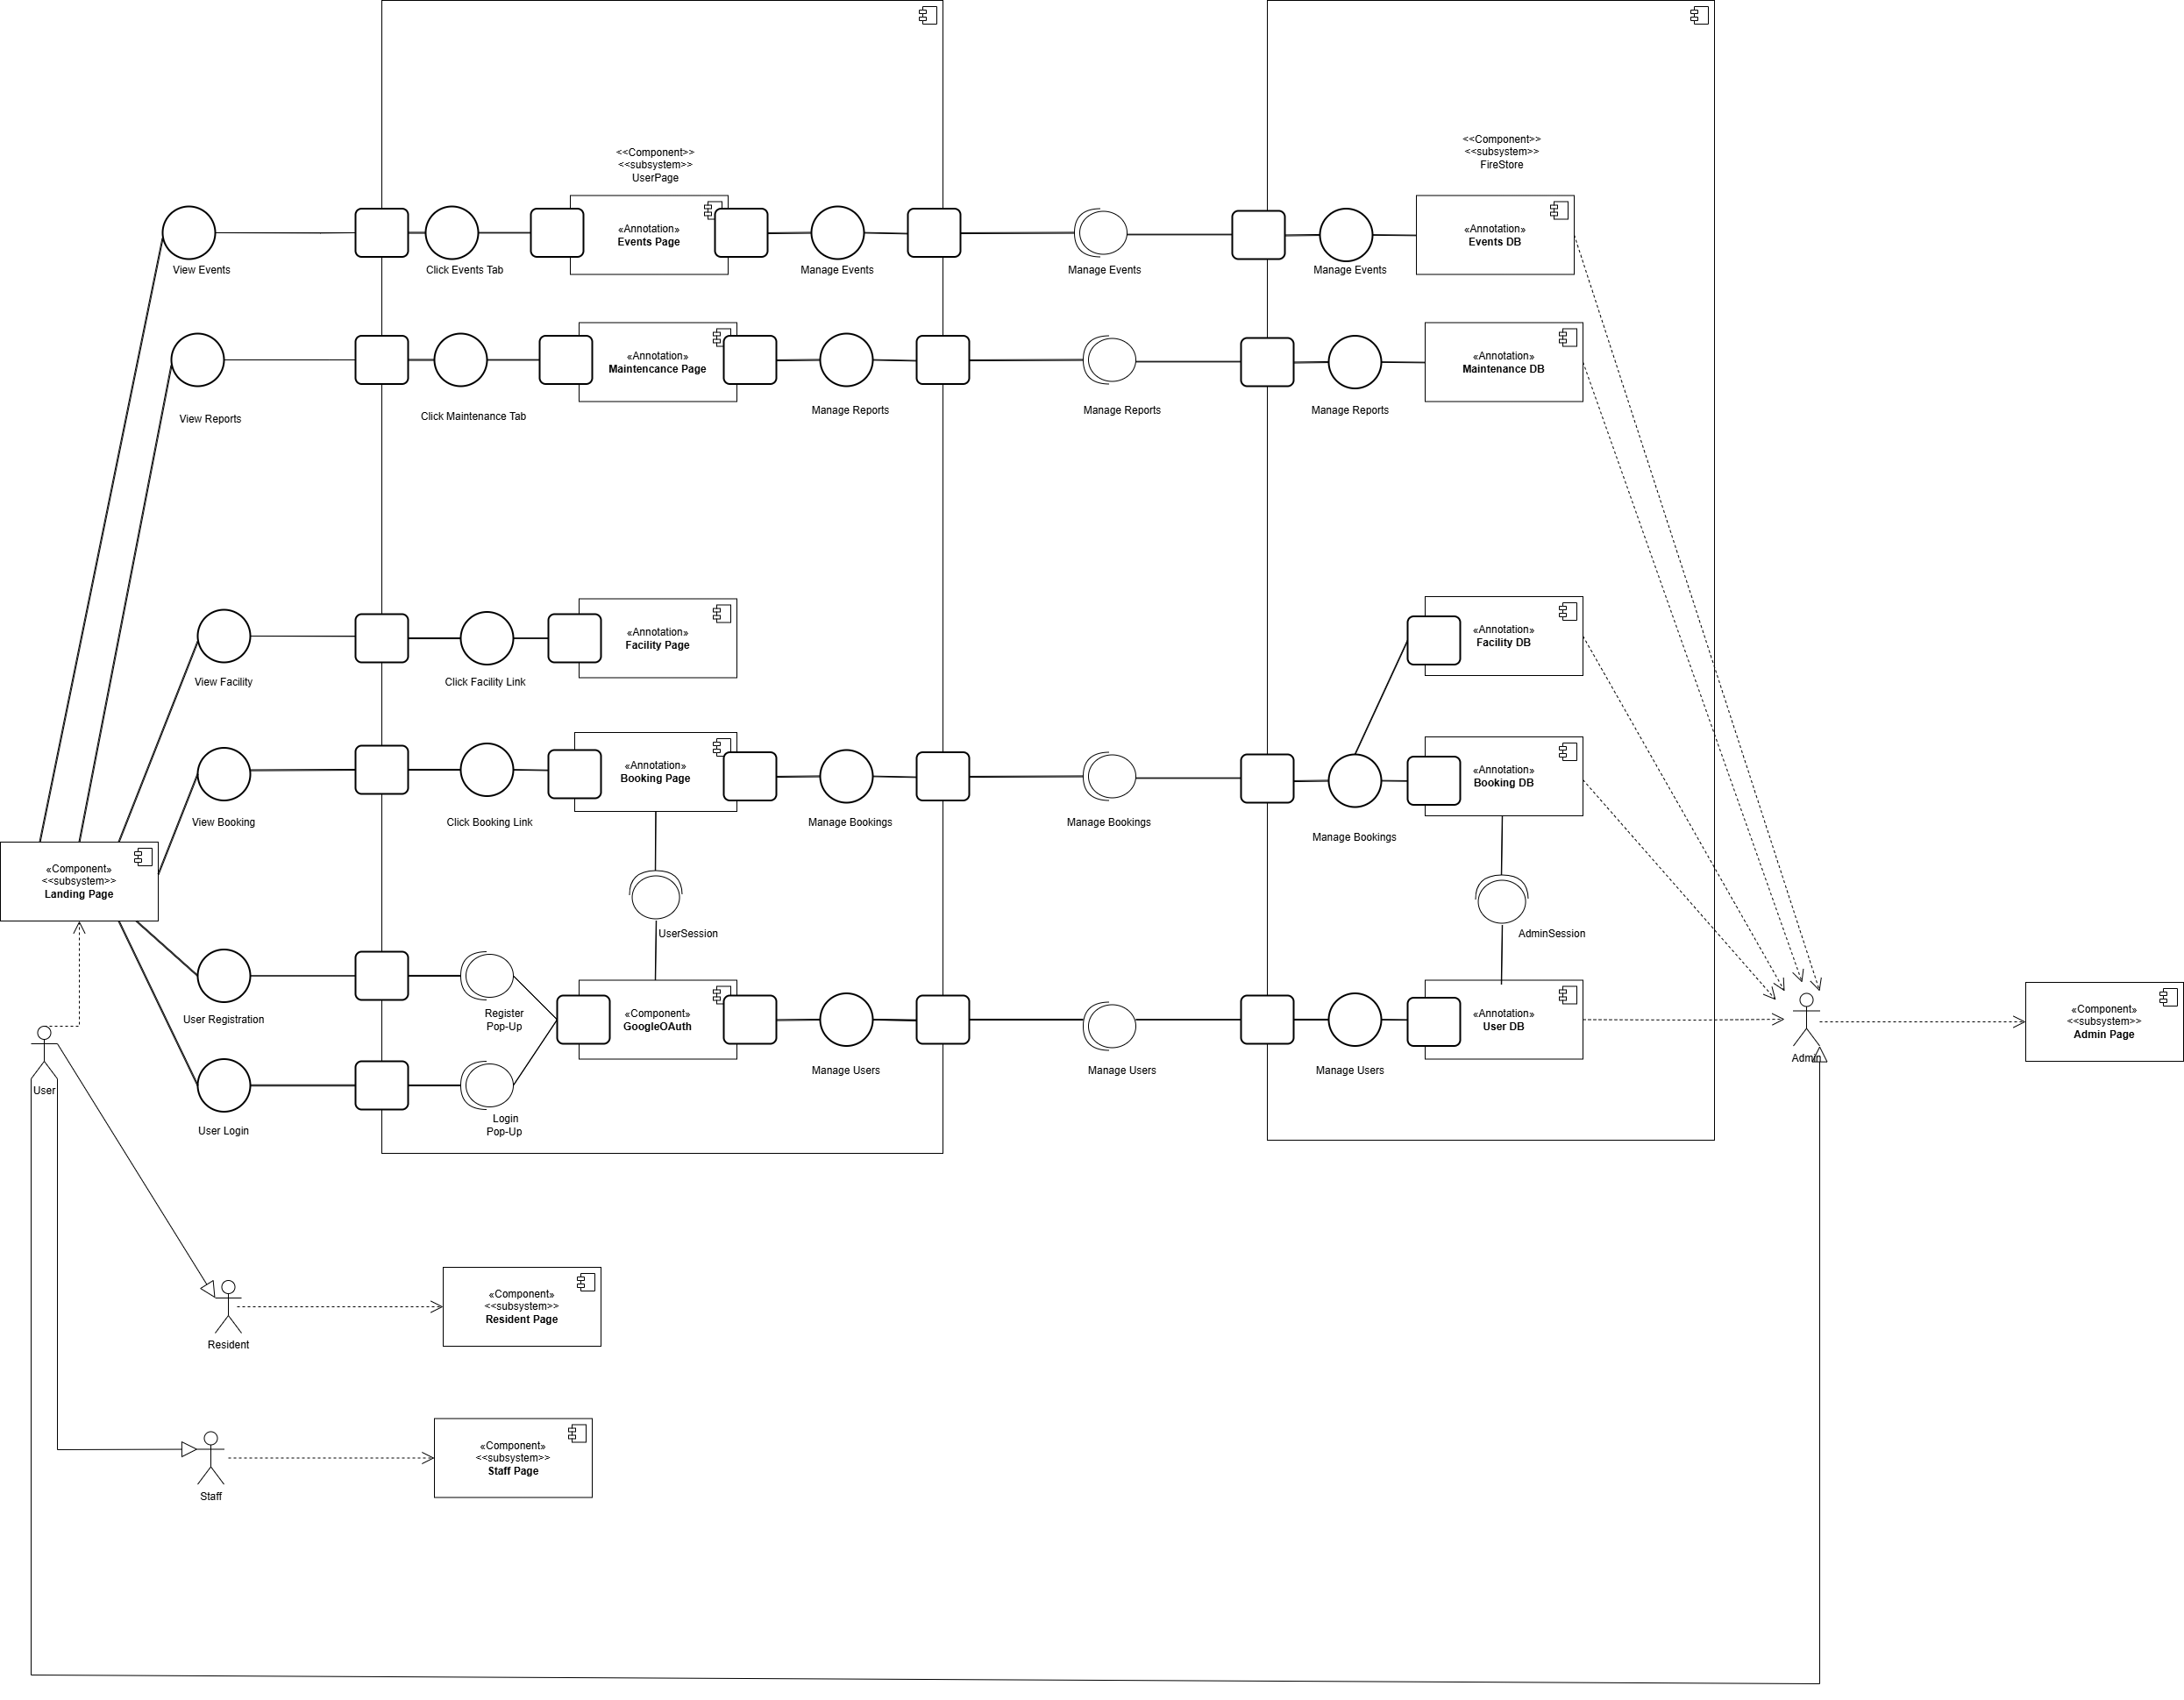 <<Component>>
<<subsystem>>
UserPage
<<Component>>
<<subsystem>>
FireStore
«Annotation»
Events Page
«Annotation»
Events DB
View Events
Click Events Tab
Manage Events
Manage Events
Manage Events
«Annotation»
Maintencance Page
«Annotation»
Maintenance DB
View Reports
Click Maintenance Tab
Manage Reports
Manage Reports
Manage Reports
«Annotation»
Facility Page
«Annotation»
Facility DB
View Facility
Click Facility Link
«Annotation»
Booking Page
«Annotation»
Booking DB
View Booking
Click Booking Link
Manage Bookings
Manage Bookings
Manage Bookings
«Component»
<<subsystem>>
Landing Page
UserSession
AdminSession
User Registration
Register
Pop-Up
«Component»
GoogleOAuth
«Annotation»
User DB
«Component»
<<subsystem>>
Admin Page
Admin
User
Manage Users
Manage Users
Manage Users
User Login
Login
Pop-Up
«Component»
<<subsystem>>
Resident Page
Resident
«Component»
<<subsystem>>
Staff Page
Staff